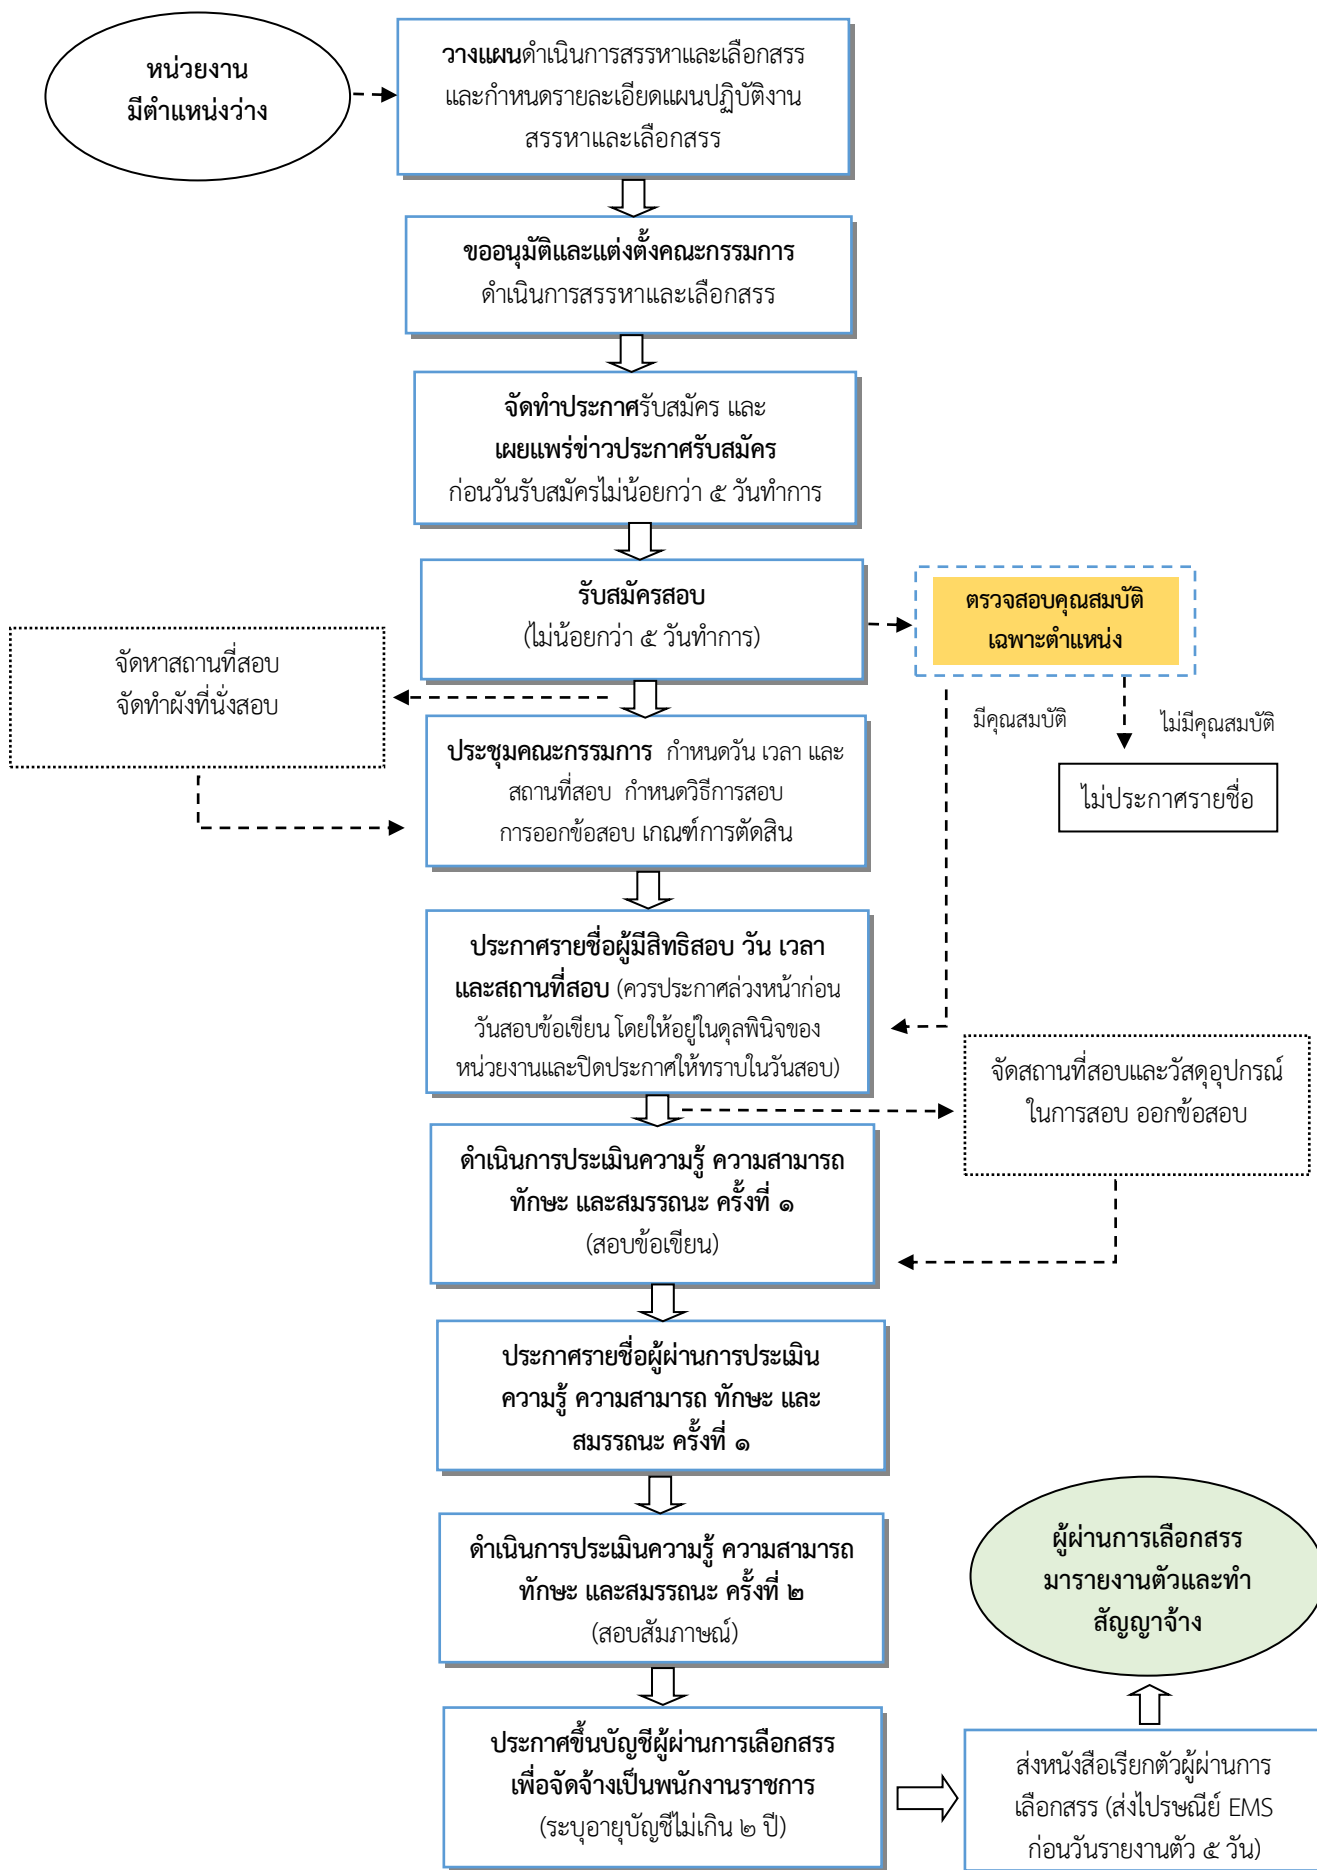 หน่วยงาน
มีตำแหน่งว่าง
วางแผนดำเนินการสรรหาและเลือกสรร
และกำหนดรายละเอียดแผนปฏิบัติงาน
สรรหาและเลือกสรร
ขออนุมัติและแต่งตั้งคณะกรรมการ
ดำเนินการสรรหาและเลือกสรร
จัดทำประกาศรับสมัคร และ
เผยแพร่ข่าวประกาศรับสมัคร
ก่อนวันรับสมัครไม่น้อยกว่า ๕ วันทำการ
รับสมัครสอบ
(ไม่น้อยกว่า ๕ วันทำการ)
ตรวจสอบคุณสมบัติ
เฉพาะตำแหน่ง
มีคุณสมบัติ
ไม่มีคุณสมบัติ
ไม่ประกาศรายชื่อ
จัดหาสถานที่สอบ
จัดทำผังที่นั่งสอบ
ประชุมคณะกรรมการ กำหนดวัน เวลา และ
สถานที่สอบ กำหนดวิธีการสอบ
การออกข้อสอบ เกณฑ์การตัดสิน
ประกาศรายชื่อผู้มีสิทธิสอบ วัน เวลา
และสถานที่สอบ (ควรประกาศล่วงหน้าก่อน
วันสอบข้อเขียน โดยให้อยู่ในดุลพินิจของ
หน่วยงานและปิดประกาศให้ทราบในวันสอบ)
จัดสถานที่สอบและวัสดุอุปกรณ์
ในการสอบ ออกข้อสอบ
ดำเนินการประเมินความรู้ ความสามารถ
ทักษะ และสมรรถนะ ครั้งที่ ๑
(สอบข้อเขียน)
ประกาศรายชื่อผู้ผ่านการประเมิน
ความรู้ ความสามารถ ทักษะ และ
สมรรถนะ ครั้งที่ ๑
ดำเนินการประเมินความรู้ ความสามารถ
ทักษะ และสมรรถนะ ครั้งที่ ๒
(สอบสัมภาษณ์)
ประกาศขึ้นบัญชีผู้ผ่านการเลือกสรร
เพื่อจัดจ้างเป็นพนักงานราชการ
(ระบุอายุบัญชีไม่เกิน ๒ ปี)
ส่งหนังสือเรียกตัวผู้ผ่านการ
เลือกสรร (ส่งไปรษณีย์ EMS
ก่อนวันรายงานตัว ๕ วัน)
ผู้ผ่านการเลือกสรร
มารายงานตัวและทำ
สัญญาจ้าง